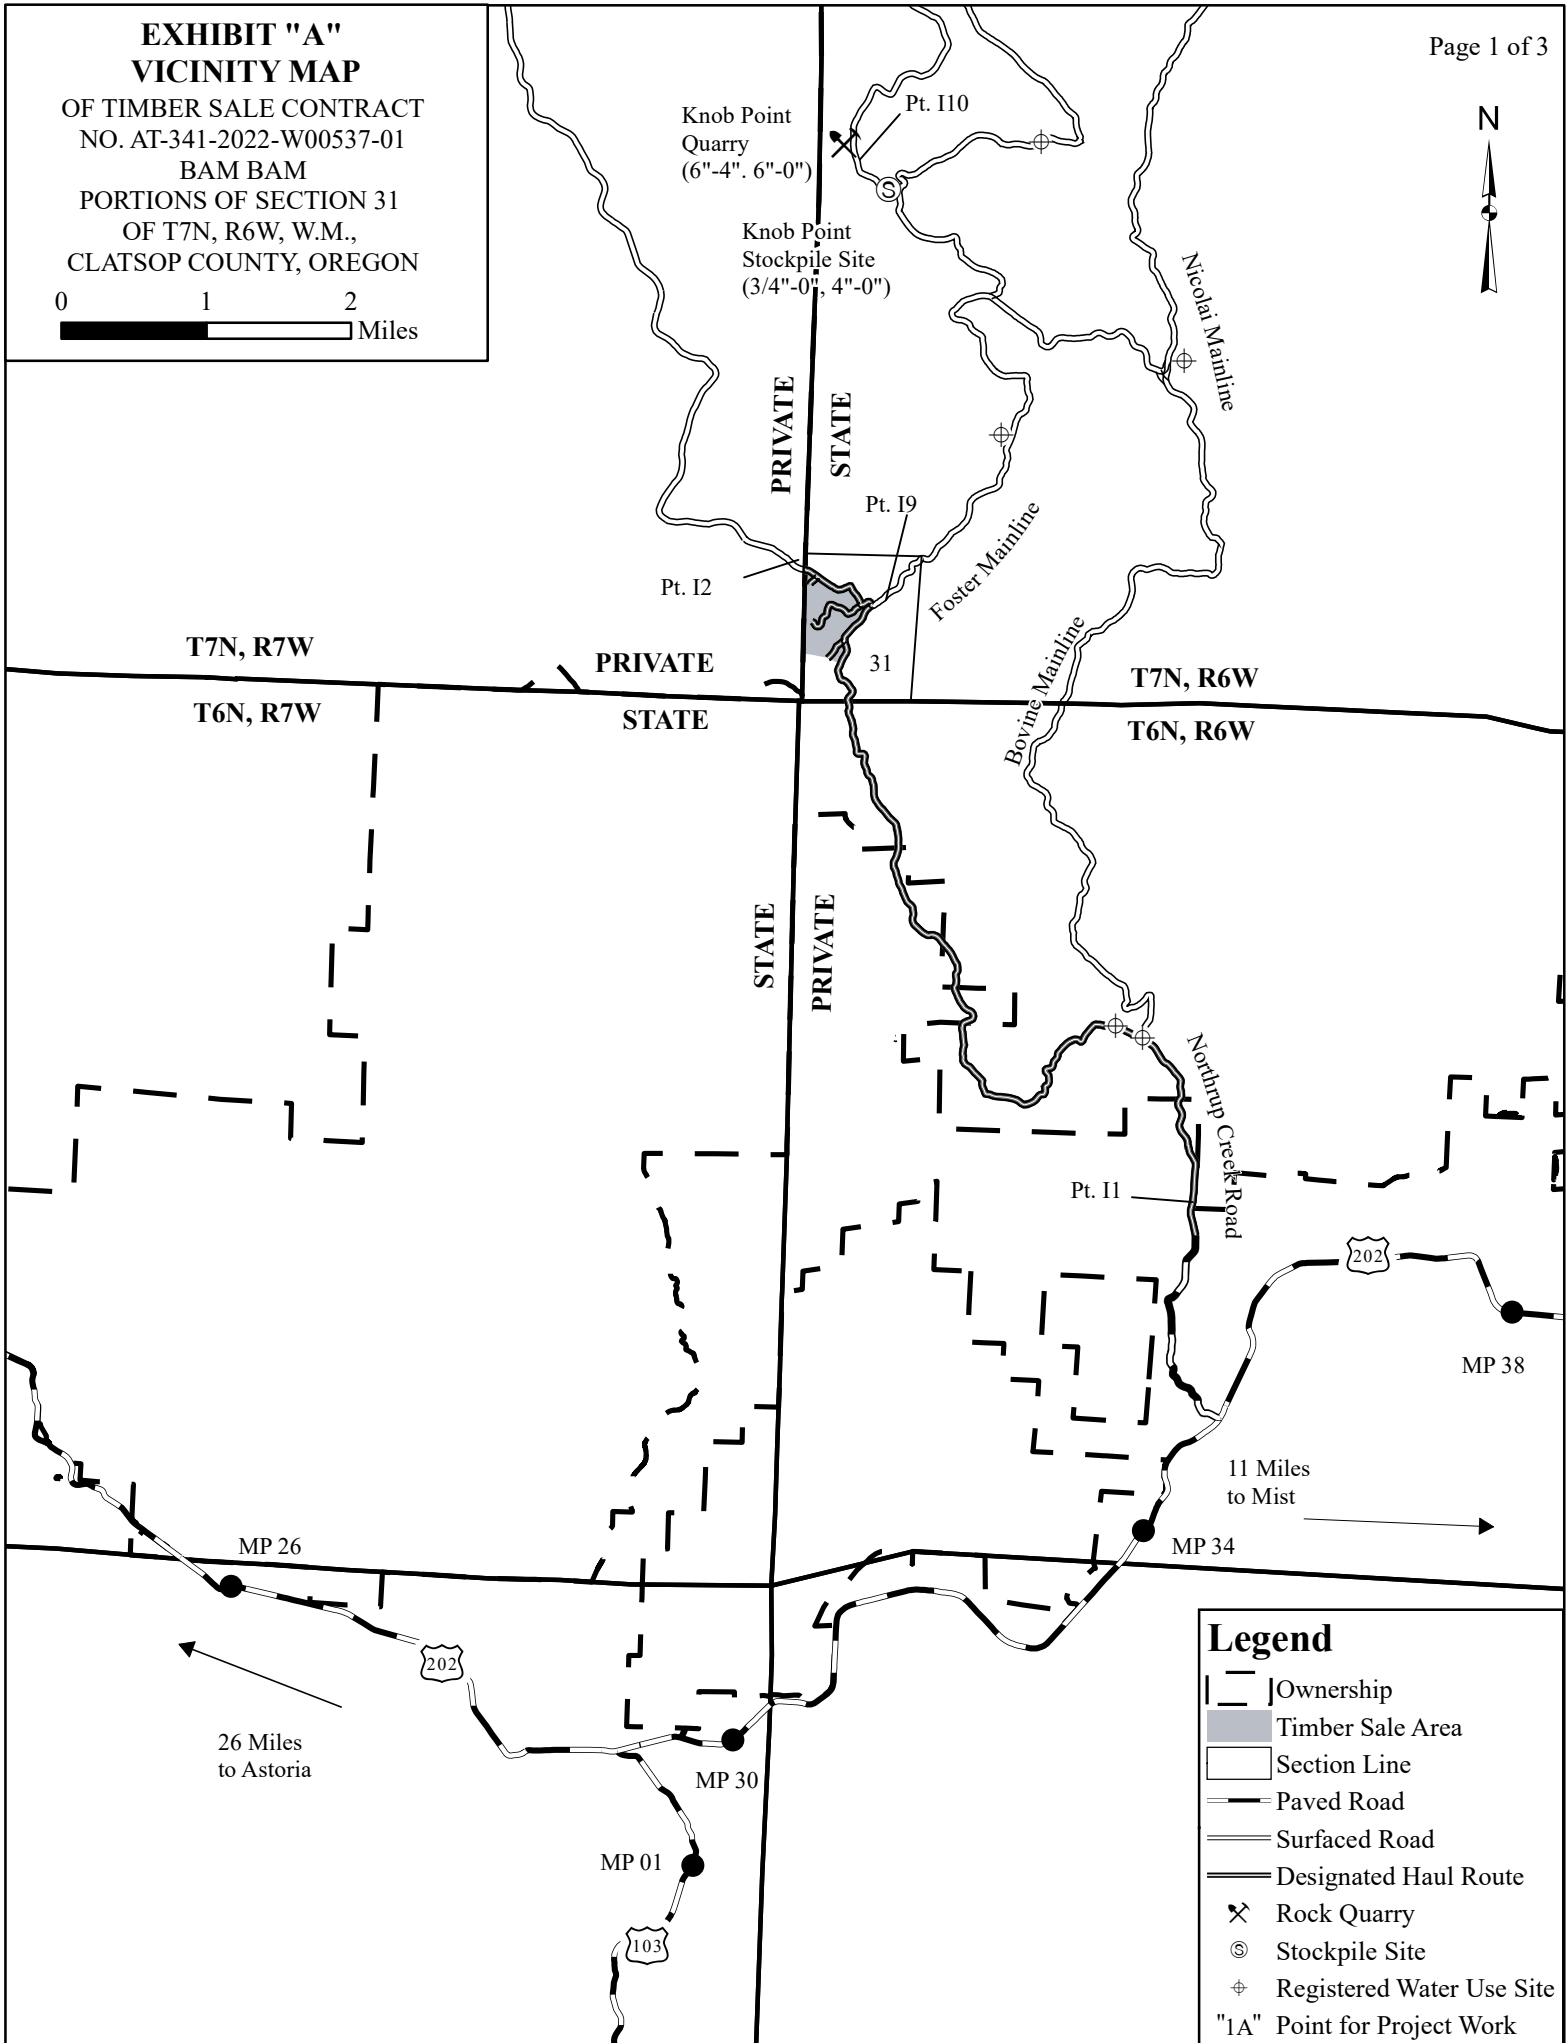 EXHIBIT "A"
VICINITY MAP
OF TIMBER SALE CONTRACT
NO. AT-341-2022-W00537-01
BAM BAM
PORTIONS OF SECTION 31
OF T7N, R6W, W.M.,
CLATSOP COUNTY, OREGON
0 1 2
Miles
Page 1 of 3
N
Knob Point
Quarry
(6"-4". 6"-0")
Pt. I10
S
Knob Point
Stockpile Site
(3/4"-0", 4"-0")
Nicolai Mainline
PRIVATE
STATE
Pt. I9
Foster Mainline
Pt. I2
Bovine Mainline
31
T7N, R7W
PRIVATE
T7N, R6W
T6N, R7W
STATE
T6N, R6W
STATE
PRIVATE
Northrup Creek Road
Pt. I1
202
MP 38
11 Miles
to Mist
MP 34
MP 26
202
26 Miles
to Astoria
MP 30
MP 01
103
Legend
Ownership
Timber Sale Area
Section Line
Paved Road
Surfaced Road
Designated Haul Route
Rock Quarry
S Stockpile Site
Registered Water Use Site
"1A" Point for Project Work